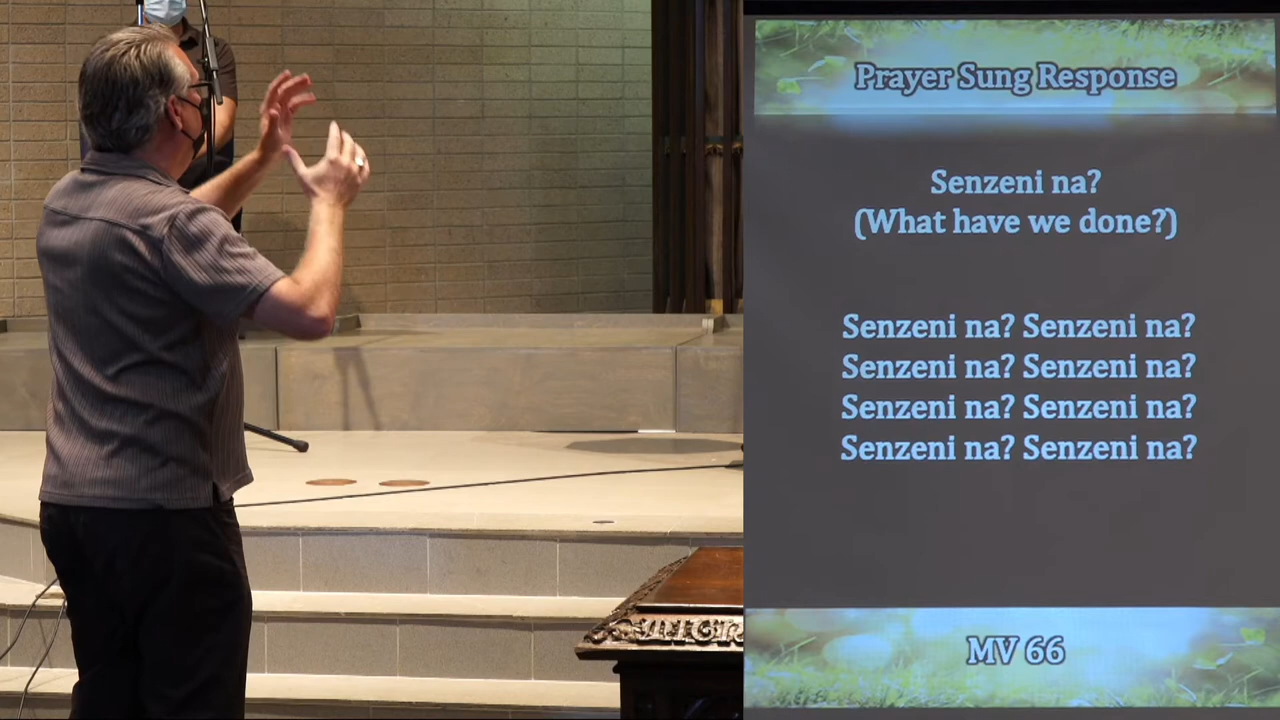 Prayer Sung Response
Senzeni na?
(What have we done?)
Senzeni na? Senzeni na?
Senzeni na? Senzeni na?
Senzeni na? Senzeni na?
Senzeni na? Senzeni na?
MV 66